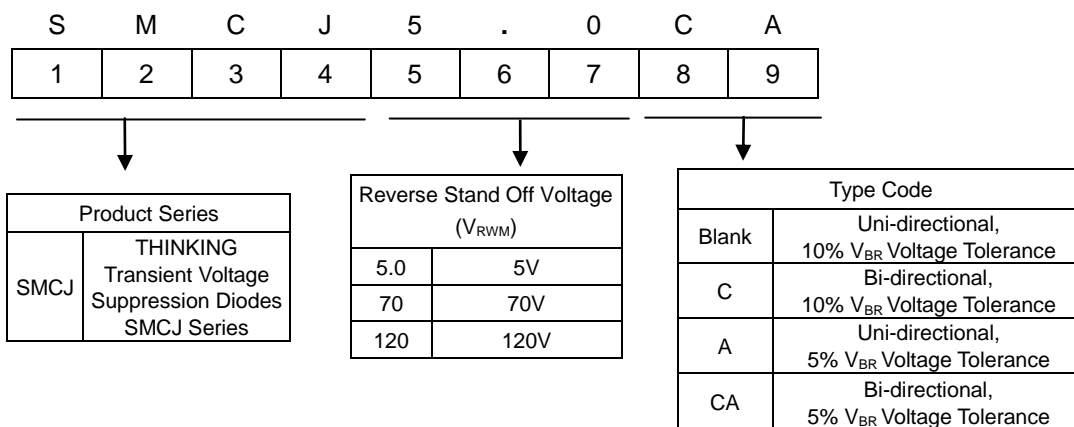 S M C J 5 . 0 C A
1 2 3 4 5 6 7 8 9
Product Series
SMCJ
THINKING
Transient Voltage
Suppression Diodes
SMCJ Series
Reverse Stand Off Voltage
(VRWM)
5.0 5V
70 70V
120 120V
Type Code
Blank
Uni-directional,
10% VBR Voltage Tolerance
C
Bi-directional,
10% VBR Voltage Tolerance
A
Uni-directional,
5% VBR Voltage Tolerance
CA
Bi-directional,
5% VBR Voltage Tolerance